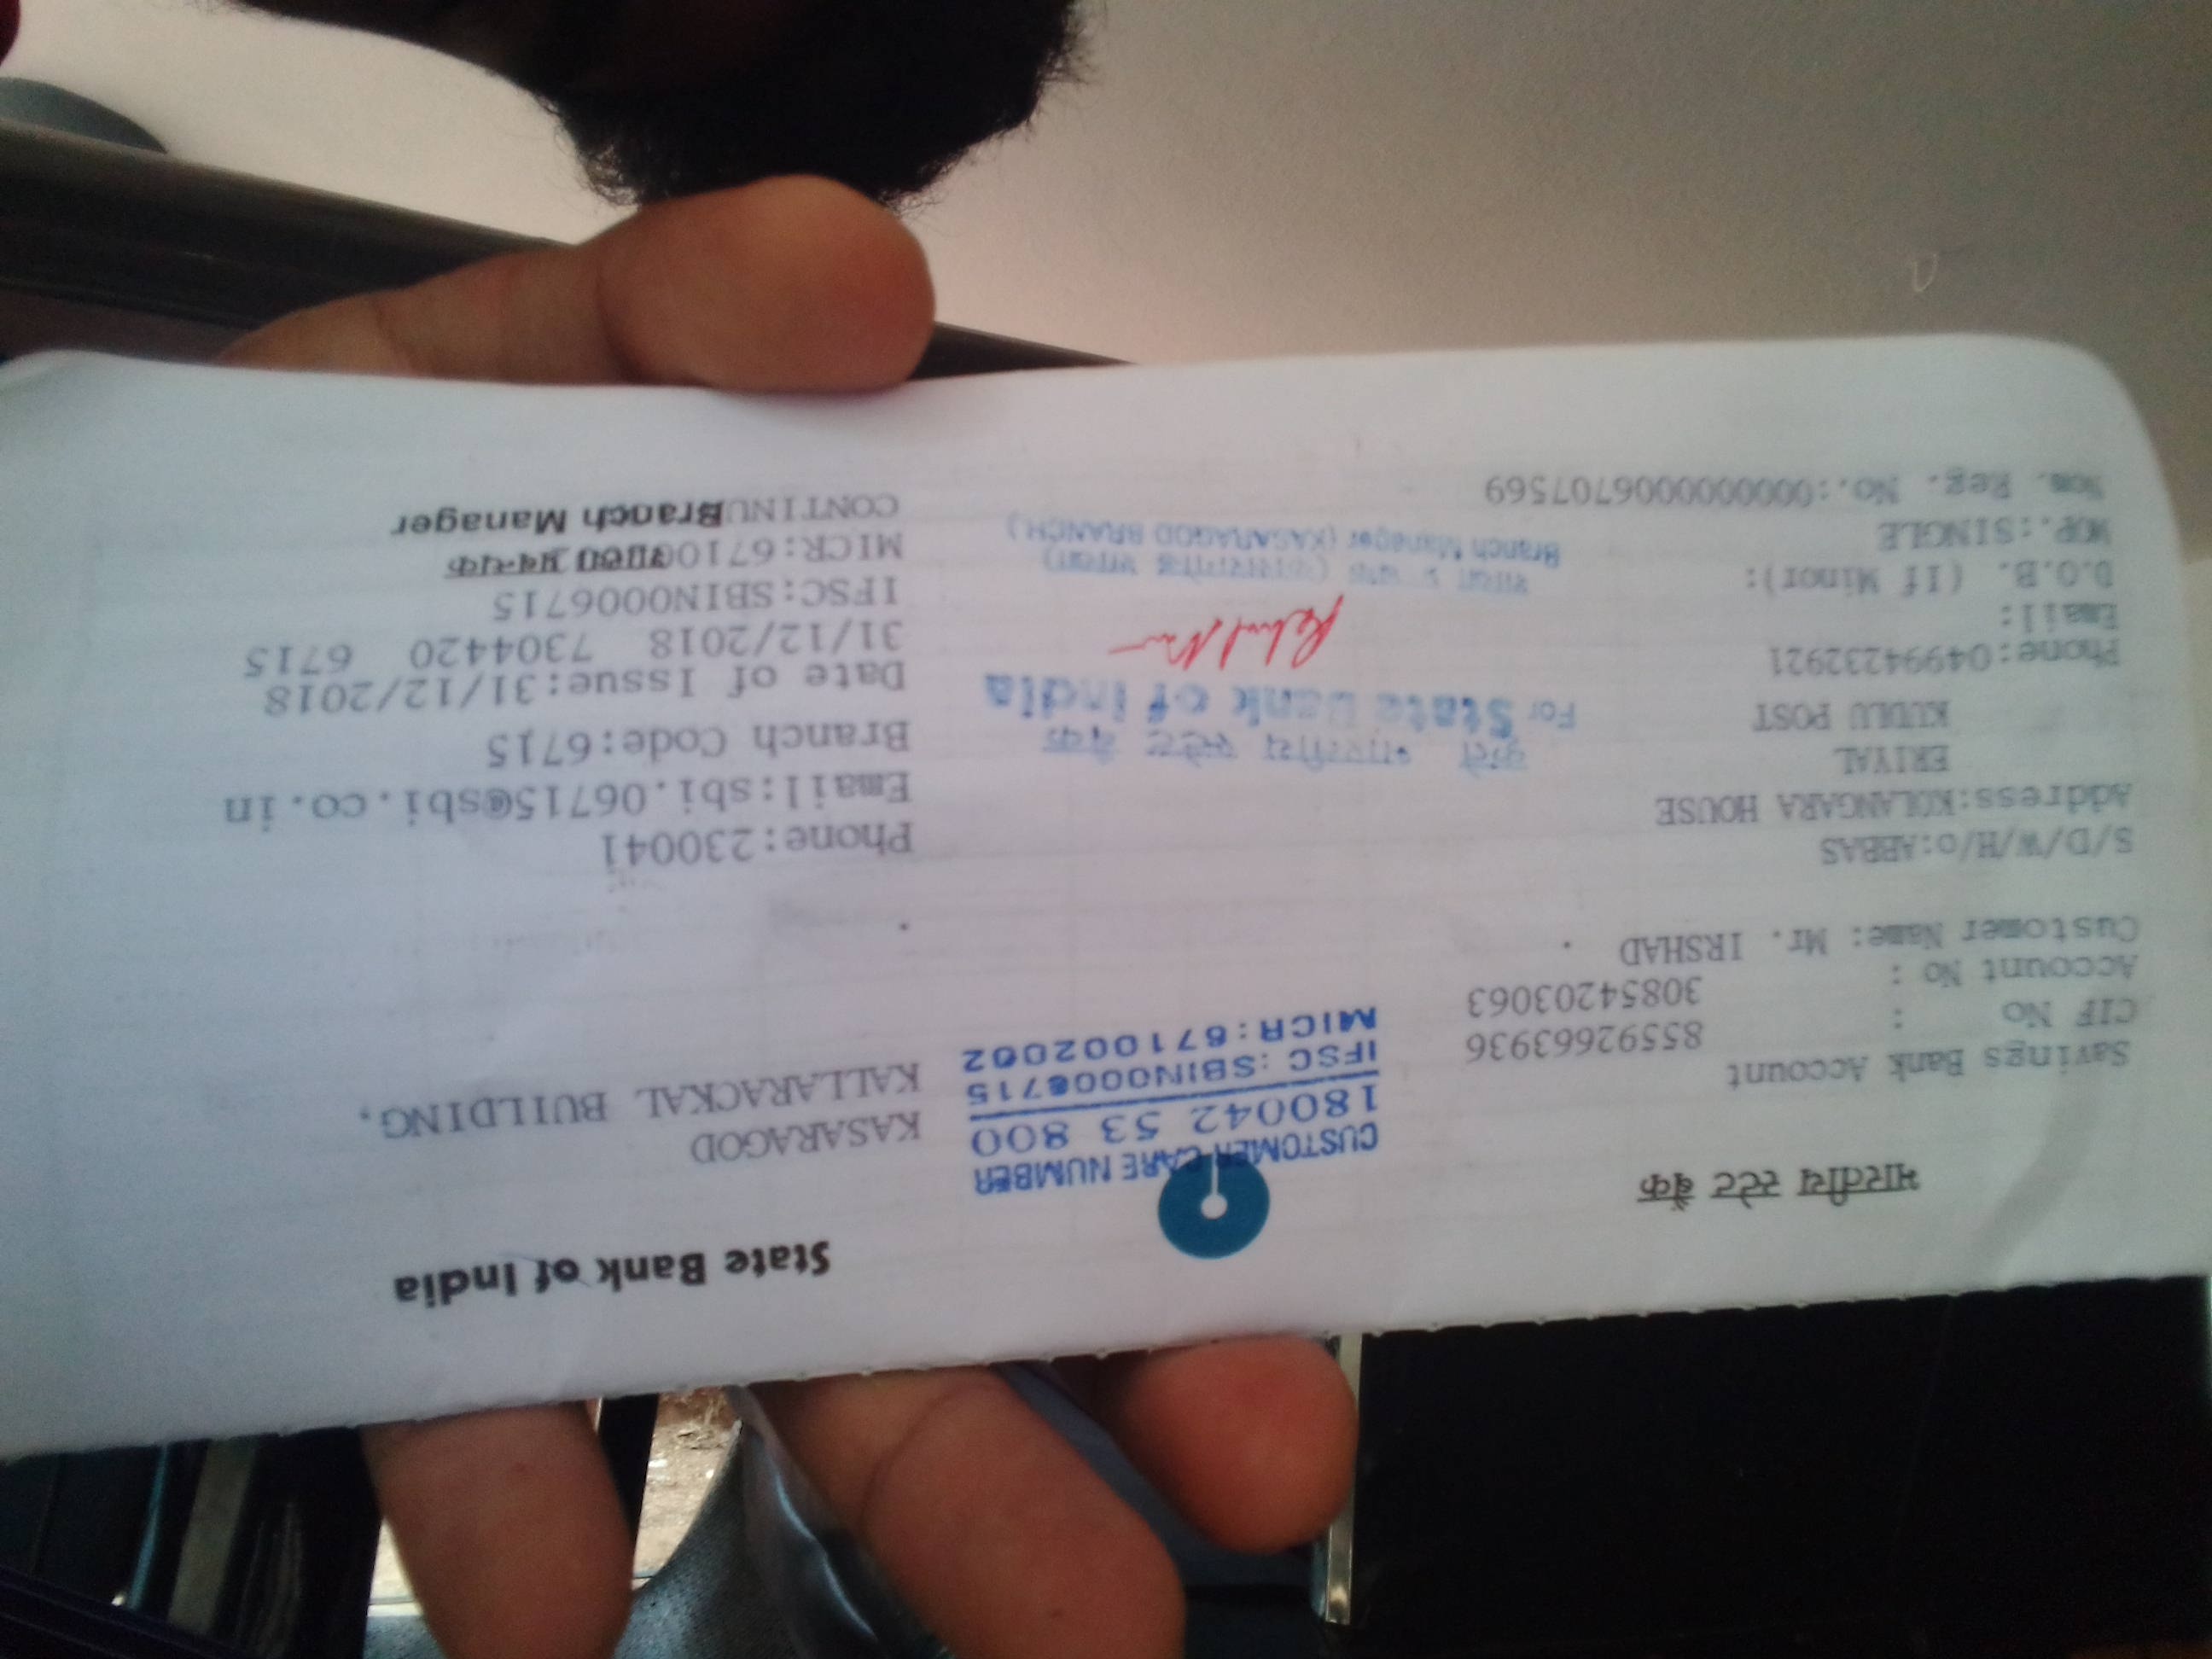 भारतीय स्टेट बैंक
State Bank of India
CUSTOMER CARE NUMBER
180042 53 800
IFSC:SBIN0006715
MICR:671002002
Savings Bank Account
CIF No : 85592663936
Account No : 30854203063
Customer Name: Mr. IRSHAD
S/D/W/H/o:ABBAS
Address:KOLANGARA HOUSE
ERIYAL
KUDLU POST
Phone:04994232921
Email:
D.O.B. (If Minor):
MOP.:SINGLE
Nom. Reg. No.:0000000006707569
भारतीय स्टेट बैंक
For State Bank of India
Branch Manager (KASARAGOD BRANCH)
KASARAGOD
KALLARACKAL BUILDING,
Phone:230041
Email:sbi.06715@sbi.co.in
Branch Code:6715
Date of Issue:31/12/2018
31/12/2018 7304420 6715
IFSC:SBIN0006715
MICR:67100
शाखा प्रबन्धक
CONTINU
Branch Manager